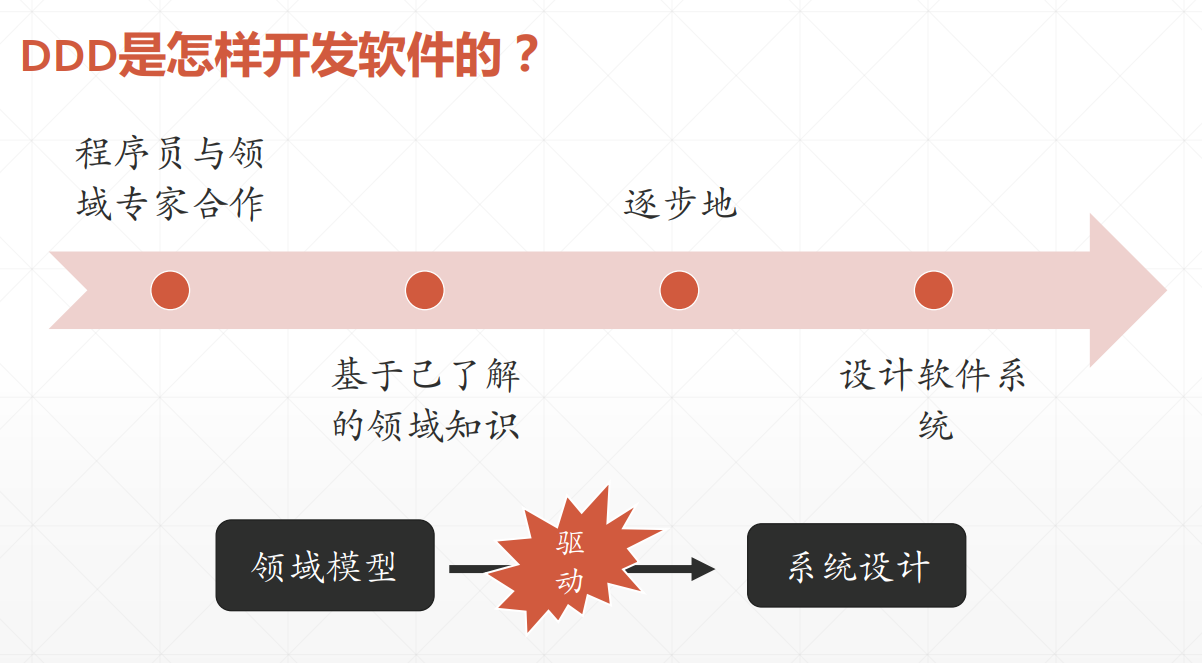 DDD是怎样开发软件的？
程序员与领
域专家合作
基于已了解
的领域知识
逐步地
设计软件系
统
领域模型
驱
动
系统设计